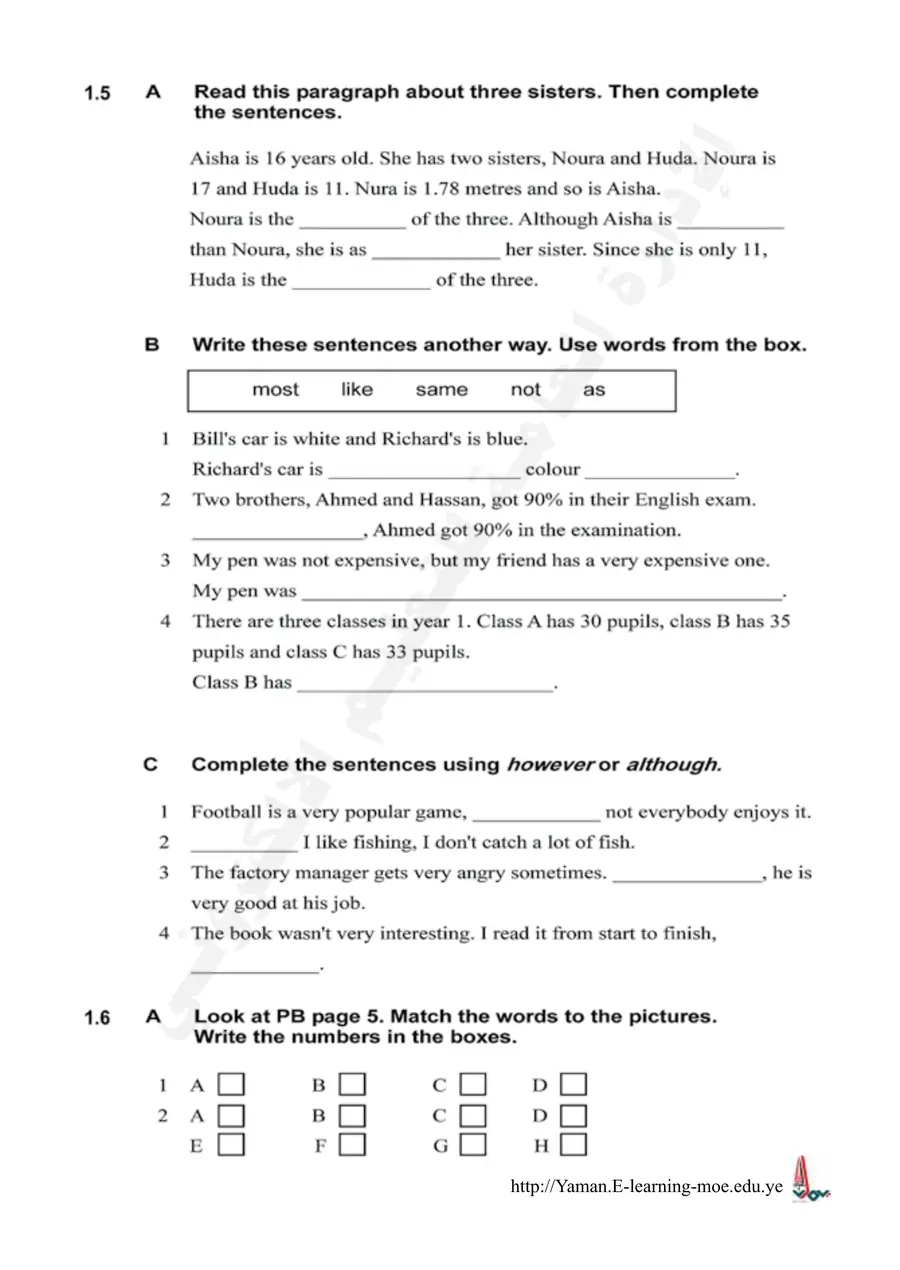 1.5 A Read this paragraph about three sisters. Then complete
the sentences.
Aisha is 16 years old. She has two sisters, Noura and Huda. Noura is
17 and Huda is 11. Nura is 1.78 metres and so is Aisha.
Noura is the __________ of the three. Although Aisha is __________
than Noura, she is as ____________ her sister. Since she is only 11,
Huda is the _____________ of the three.
B Write these sentences another way. Use words from the box.
most like same not as
1 Bill's car is white and Richard's is blue.
Richard's car is __________________ colour ______________.
2 Two brothers, Ahmed and Hassan, got 90% in their English exam.
________________, Ahmed got 90% in the examination.
3 My pen was not expensive, but my friend has a very expensive one.
My pen was _____________________________________________.
4 There are three classes in year 1. Class A has 30 pupils, class B has 35
pupils and class C has 33 pupils.
Class B has ________________________.
C Complete the sentences using however or although.
1 Football is a very popular game, ____________ not everybody enjoys it.
2 __________ I like fishing, I don't catch a lot of fish.
3 The factory manager gets very angry sometimes. ______________, he is
very good at his job.
4 The book wasn't very interesting. I read it from start to finish,
____________.
1.6 A Look at PB page 5. Match the words to the pictures.
Write the numbers in the boxes.
1 A B C D
2 A B C D
E F G H
http://Yaman.E-learning-moe.edu.ye
الإدارة العامة للتعليم الالكتروني